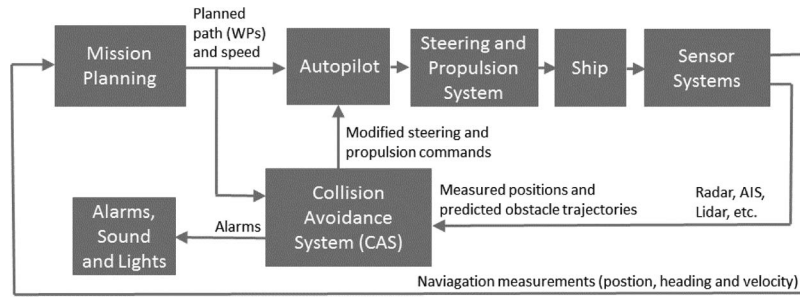 Planned
path (WPs)
and speed
Mission
Planning
Autopilot
Steering and
Propulsion
System
Ship
Sensor
Systems
Modified steering and
propulsion commands
Collision
Avoidance
System (CAS)
Measured positions and
predicted obstacle trajectories
Radar, AIS,
Lidar, etc.
Alarms
Alarms,
Sound
and Lights
Naviagation measurements (postion, heading and velocity)